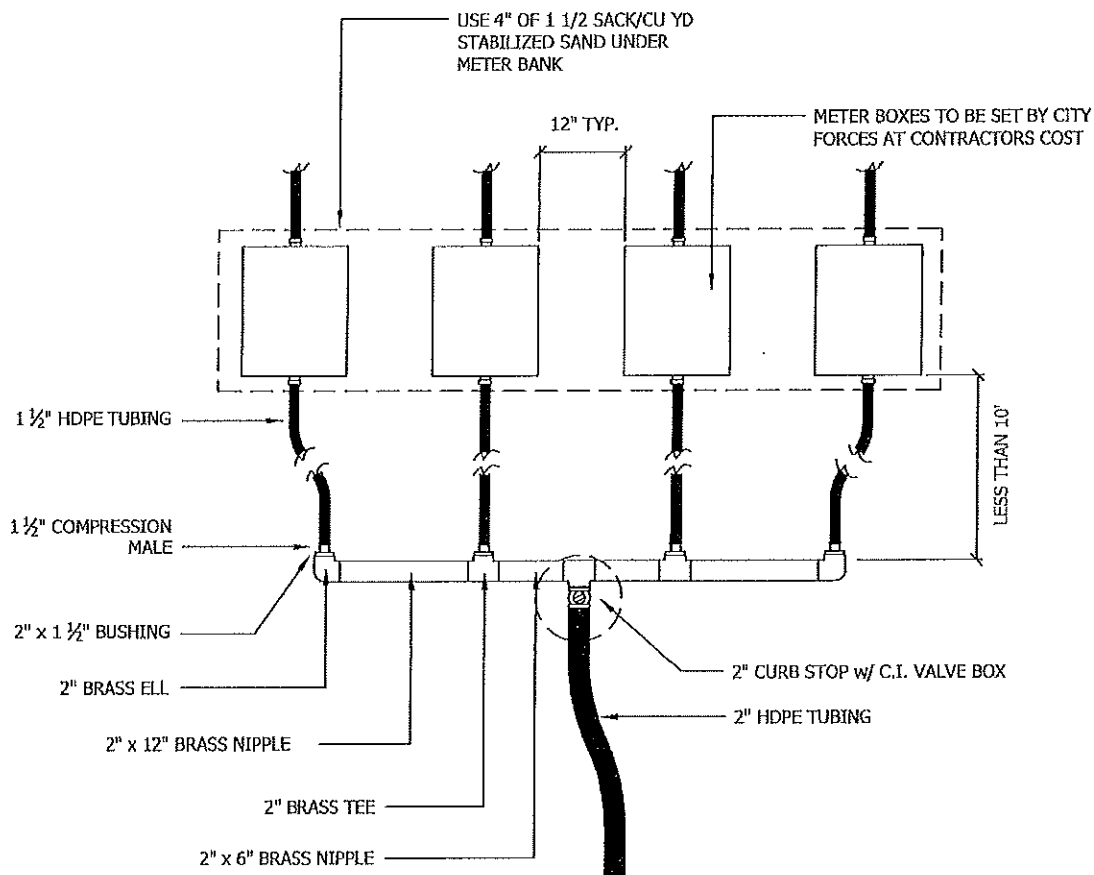 USE 4" OF 1 1/2 SACK/CU YD
STABILIZED SAND UNDER
METER BANK
METER BOXES TO BE SET BY CITY
FORCES AT CONTRACTORS COST
12" TYP.
1 ½" HDPE TUBING
LESS THAN 10'
1 ½" COMPRESSION
MALE
2" x 1 ½" BUSHING
2" CURB STOP w/ C.I. VALVE BOX
2" BRASS ELL
2" HDPE TUBING
2" x 12" BRASS NIPPLE
2" BRASS TEE
2" x 6" BRASS NIPPLE